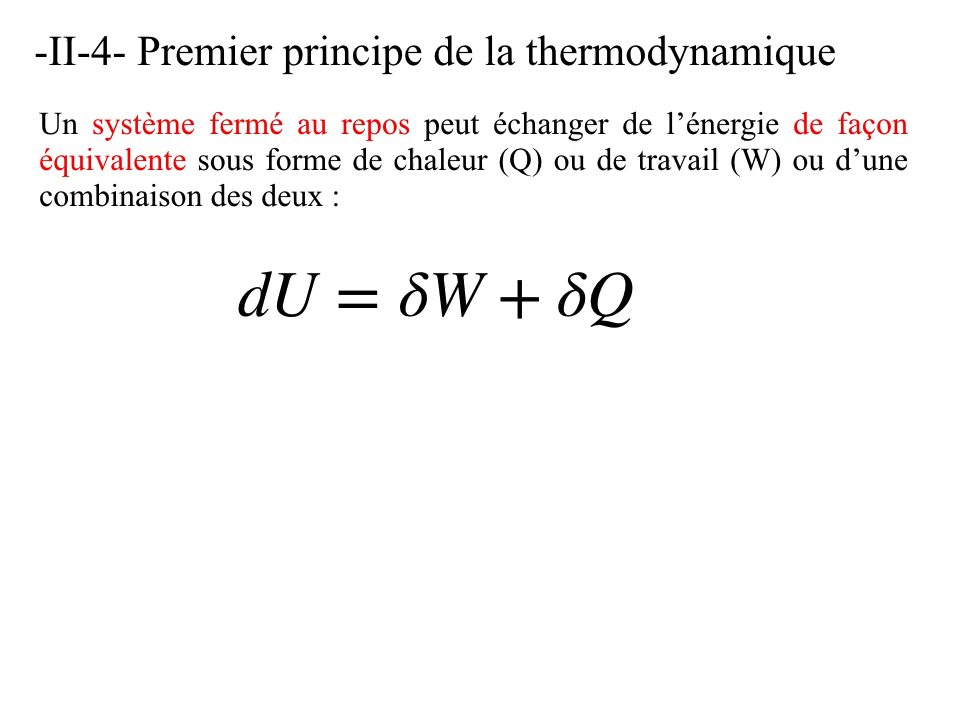 -II-4- Premier principe de la thermodynamique
Un système fermé au repos peut échanger de l’énergie de façon
équivalente sous forme de chaleur (Q) ou de travail (W) ou d’une
combinaison des deux :
dU = δW + δQ